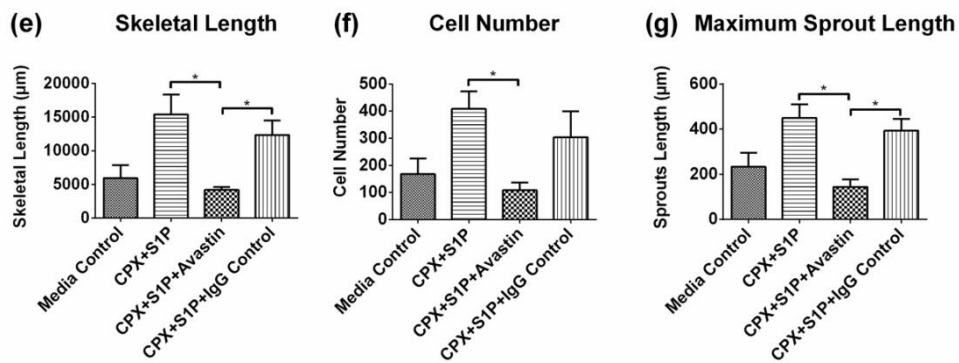 (e) Skeletal Length
Skeletal Length (µm)
20000
15000
10000
5000
0
*
*
Media Control
CPX+S1P
CPX+S1P+Avastin
CPX+S1P+IgG Control
(f) Cell Number
Cell Number
500
400
300
200
100
0
*
Media Control
CPX+S1P
CPX+S1P+Avastin
CPX+S1P+IgG Control
(g) Maximum Sprout Length
Sprouts Length (µm)
600
400
200
0
*
*
Media Control
CPX+S1P
CPX+S1P+Avastin
CPX+S1P+IgG Control